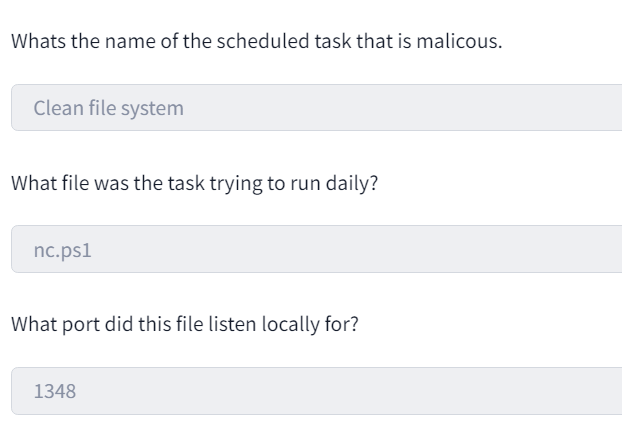 Whats the name of the scheduled task that is malicous.
Clean file system
What file was the task trying to run daily?
nc.ps1
What port did this file listen locally for?
1348